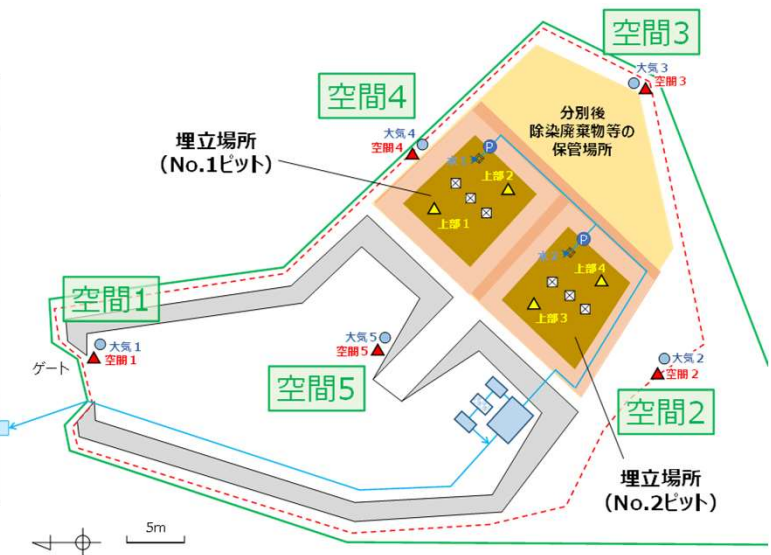 空間3
大気3
空間3
空間4
大気4
空間4
分別後
除染廃棄物等の
保管場所
埋立場所
(No.1ピット)
P
上部2
上部1
P
上部4
上部3
空間1
大気1
空間1
ゲート
大気5
空間5
空間5
大気2
空間2
空間2
埋立場所
(No.2ピット)
5m